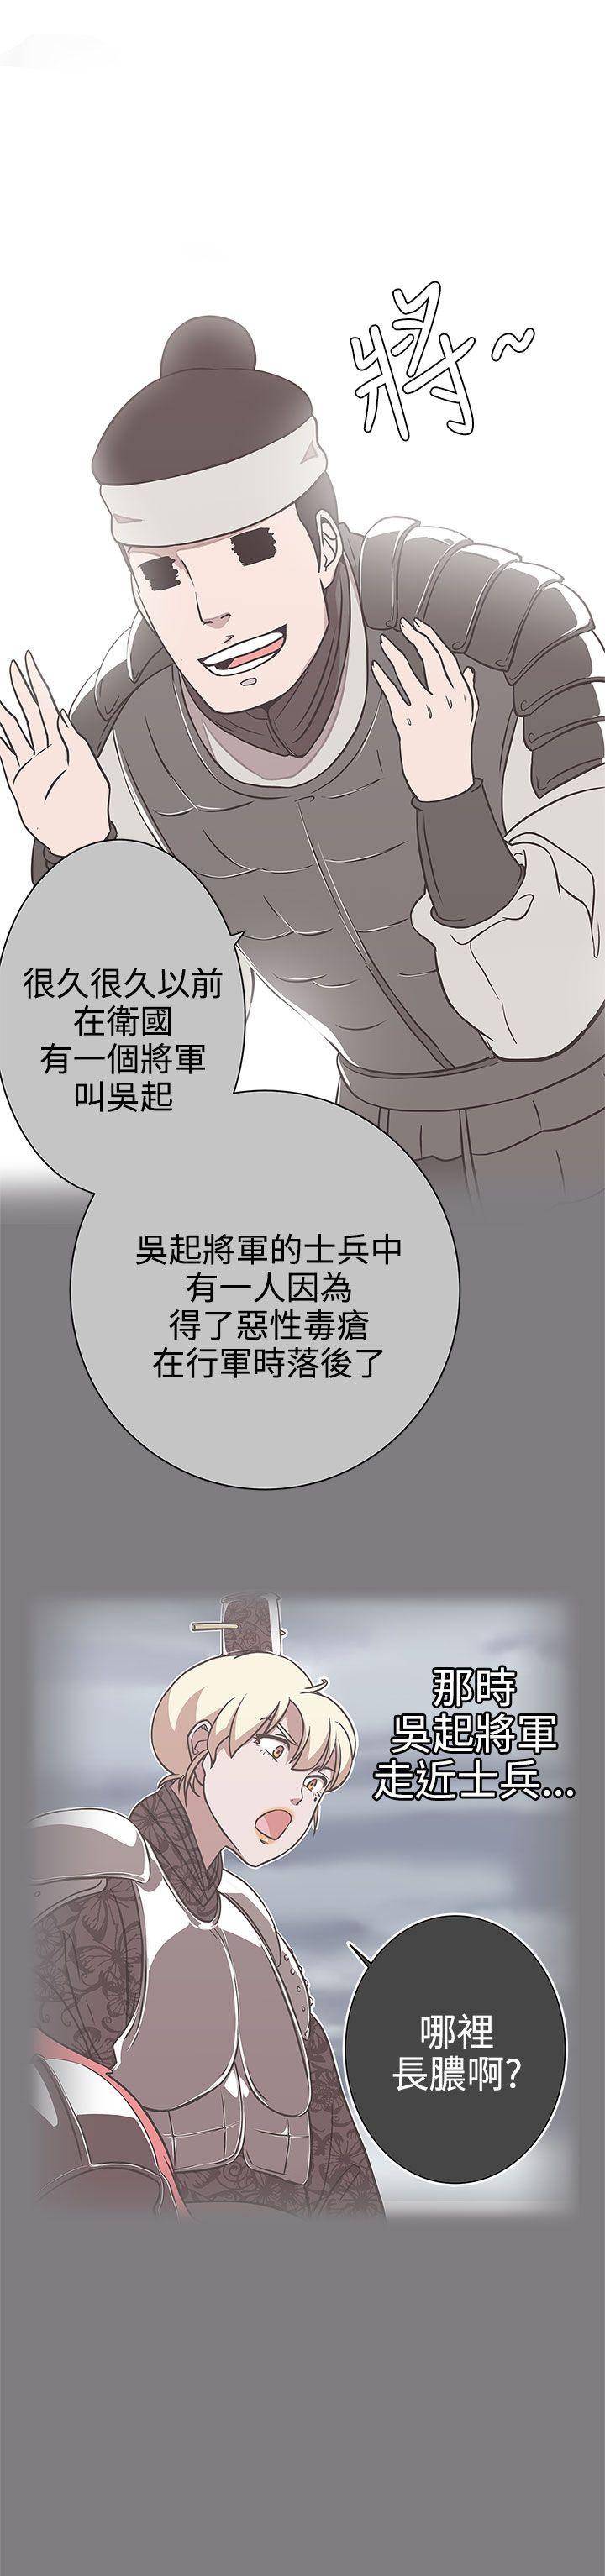 將~
很久很久以前
在衛國
有一個將軍
叫吳起
吳起將軍的士兵中
有一人因為
得了惡性毒瘡
在行軍時落後了
那時
吳起將軍
走近士兵...
哪裡
長膿啊?